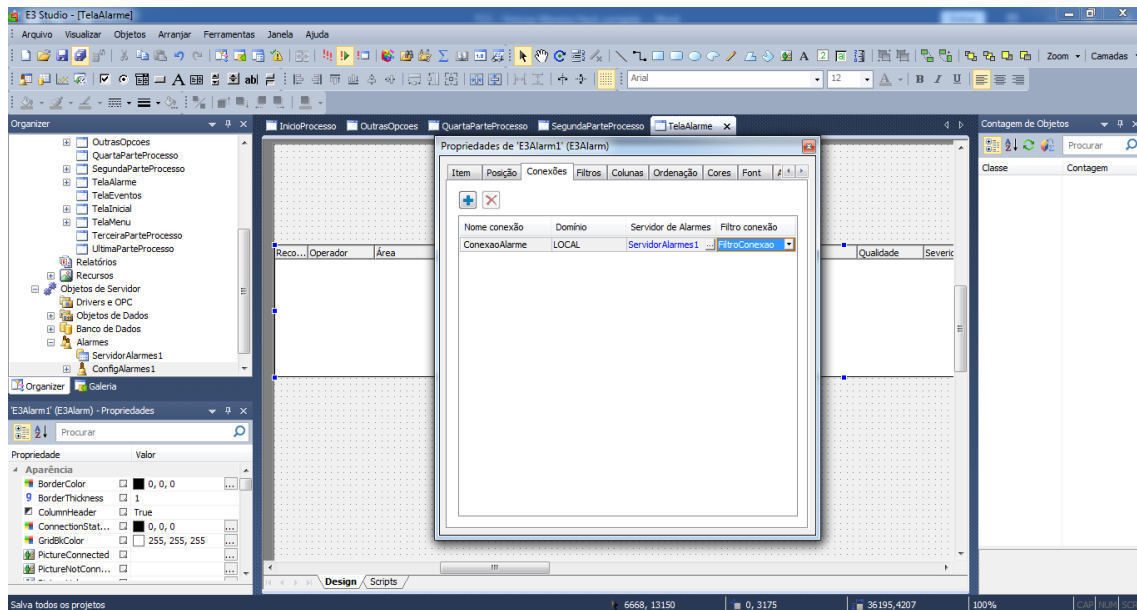 E3 Studio - [TelaAlarme]
Arquivo Visualizar Objetos Arranjar Ferramentas Janela Ajuda
Zoom Camadas
Arial 12 A B I U
Organizer
InicioProcesso OutrasOpcoes QuartaParteProcesso SegundaParteProcesso TelaAlarme
Contagem de Objetos
Procurar
Classe Contagem
OutrasOpcoes
QuartaParteProcesso
SegundaParteProcesso
TelaAlarme
TelaEventos
TelaInicial
TelaMenu
TerceiraParteProcesso
UltimaParteProcesso
Relatórios
Recursos
Objetos de Servidor
Drivers e OPC
Objetos de Dados
Banco de Dados
Alarmes
ServidorAlarmes1
ConfigAlarmes1
Organizer Galeria
Propriedades de 'E3Alarm1' (E3Alarm)
Item Posição Conexões Filtros Colunas Ordenação Cores Font
Nome conexão Domínio Servidor de Alarmes Filtro conexão
ConexaoAlarme LOCAL ServidorAlarmes1 ... FiltroConexao
Reco... Operador Área
Qualidade Severic
'E3Alarm1' (E3Alarm) - Propriedades
Procurar
Propriedade Valor
Aparência
BorderColor 0, 0, 0 ...
BorderThickness 1
ColumnHeader True
ConnectionStat... 0, 0, 0 ...
GridBkColor 255, 255, 255 ...
PictureConnected ...
PictureNotConn... ...
Design Scripts
Salva todos os projetos 6668, 13150 0, 3175 36195,4207 100% CAP NUM SCR